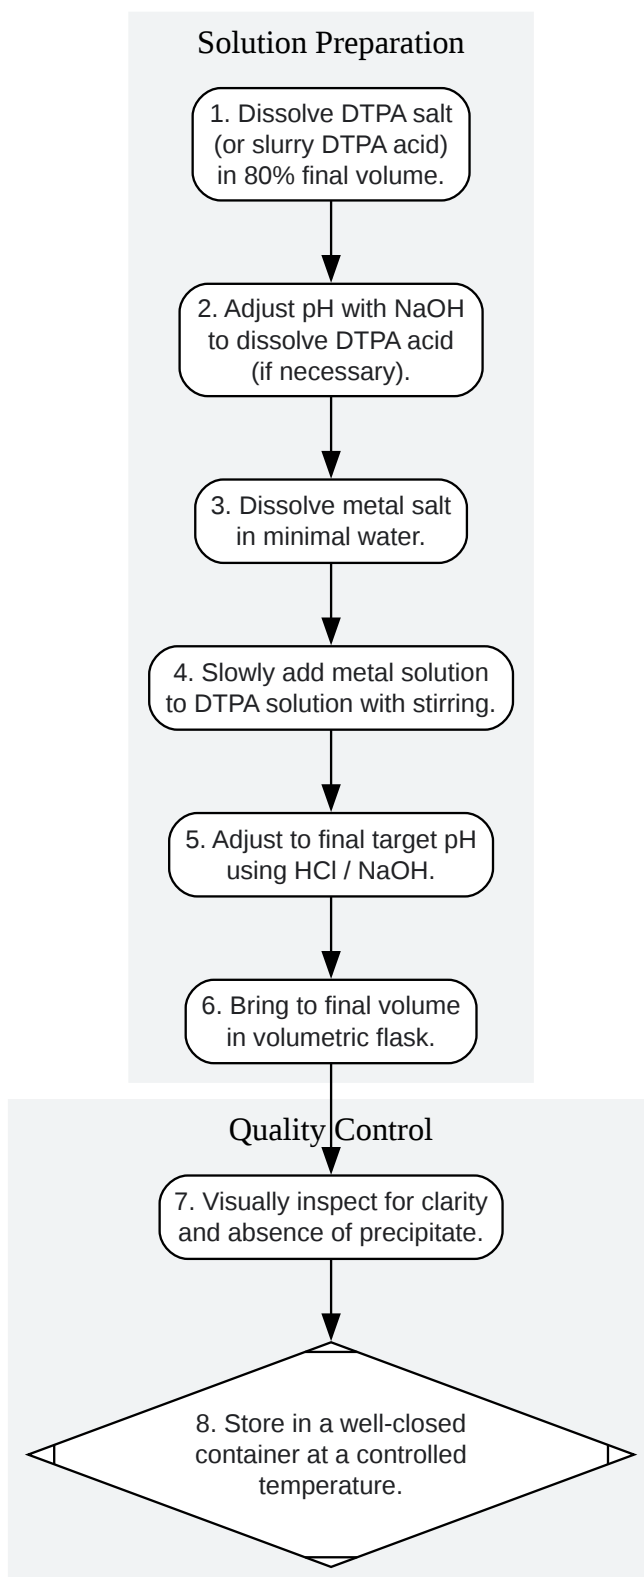 Solution Preparation
1. Dissolve DTPA salt
(or slurry DTPA acid)
in 80% final volume.
2. Adjust pH with NaOH
to dissolve DTPA acid
(if necessary).
3. Dissolve metal salt
in minimal water.
4. Slowly add metal solution
to DTPA solution with stirring.
5. Adjust to final target pH
using HCl / NaOH.
6. Bring to final volume
in volumetric flask.
Quality Control
7. Visually inspect for clarity
and absence of precipitate.
8. Store in a well-closed
container at a controlled
temperature.